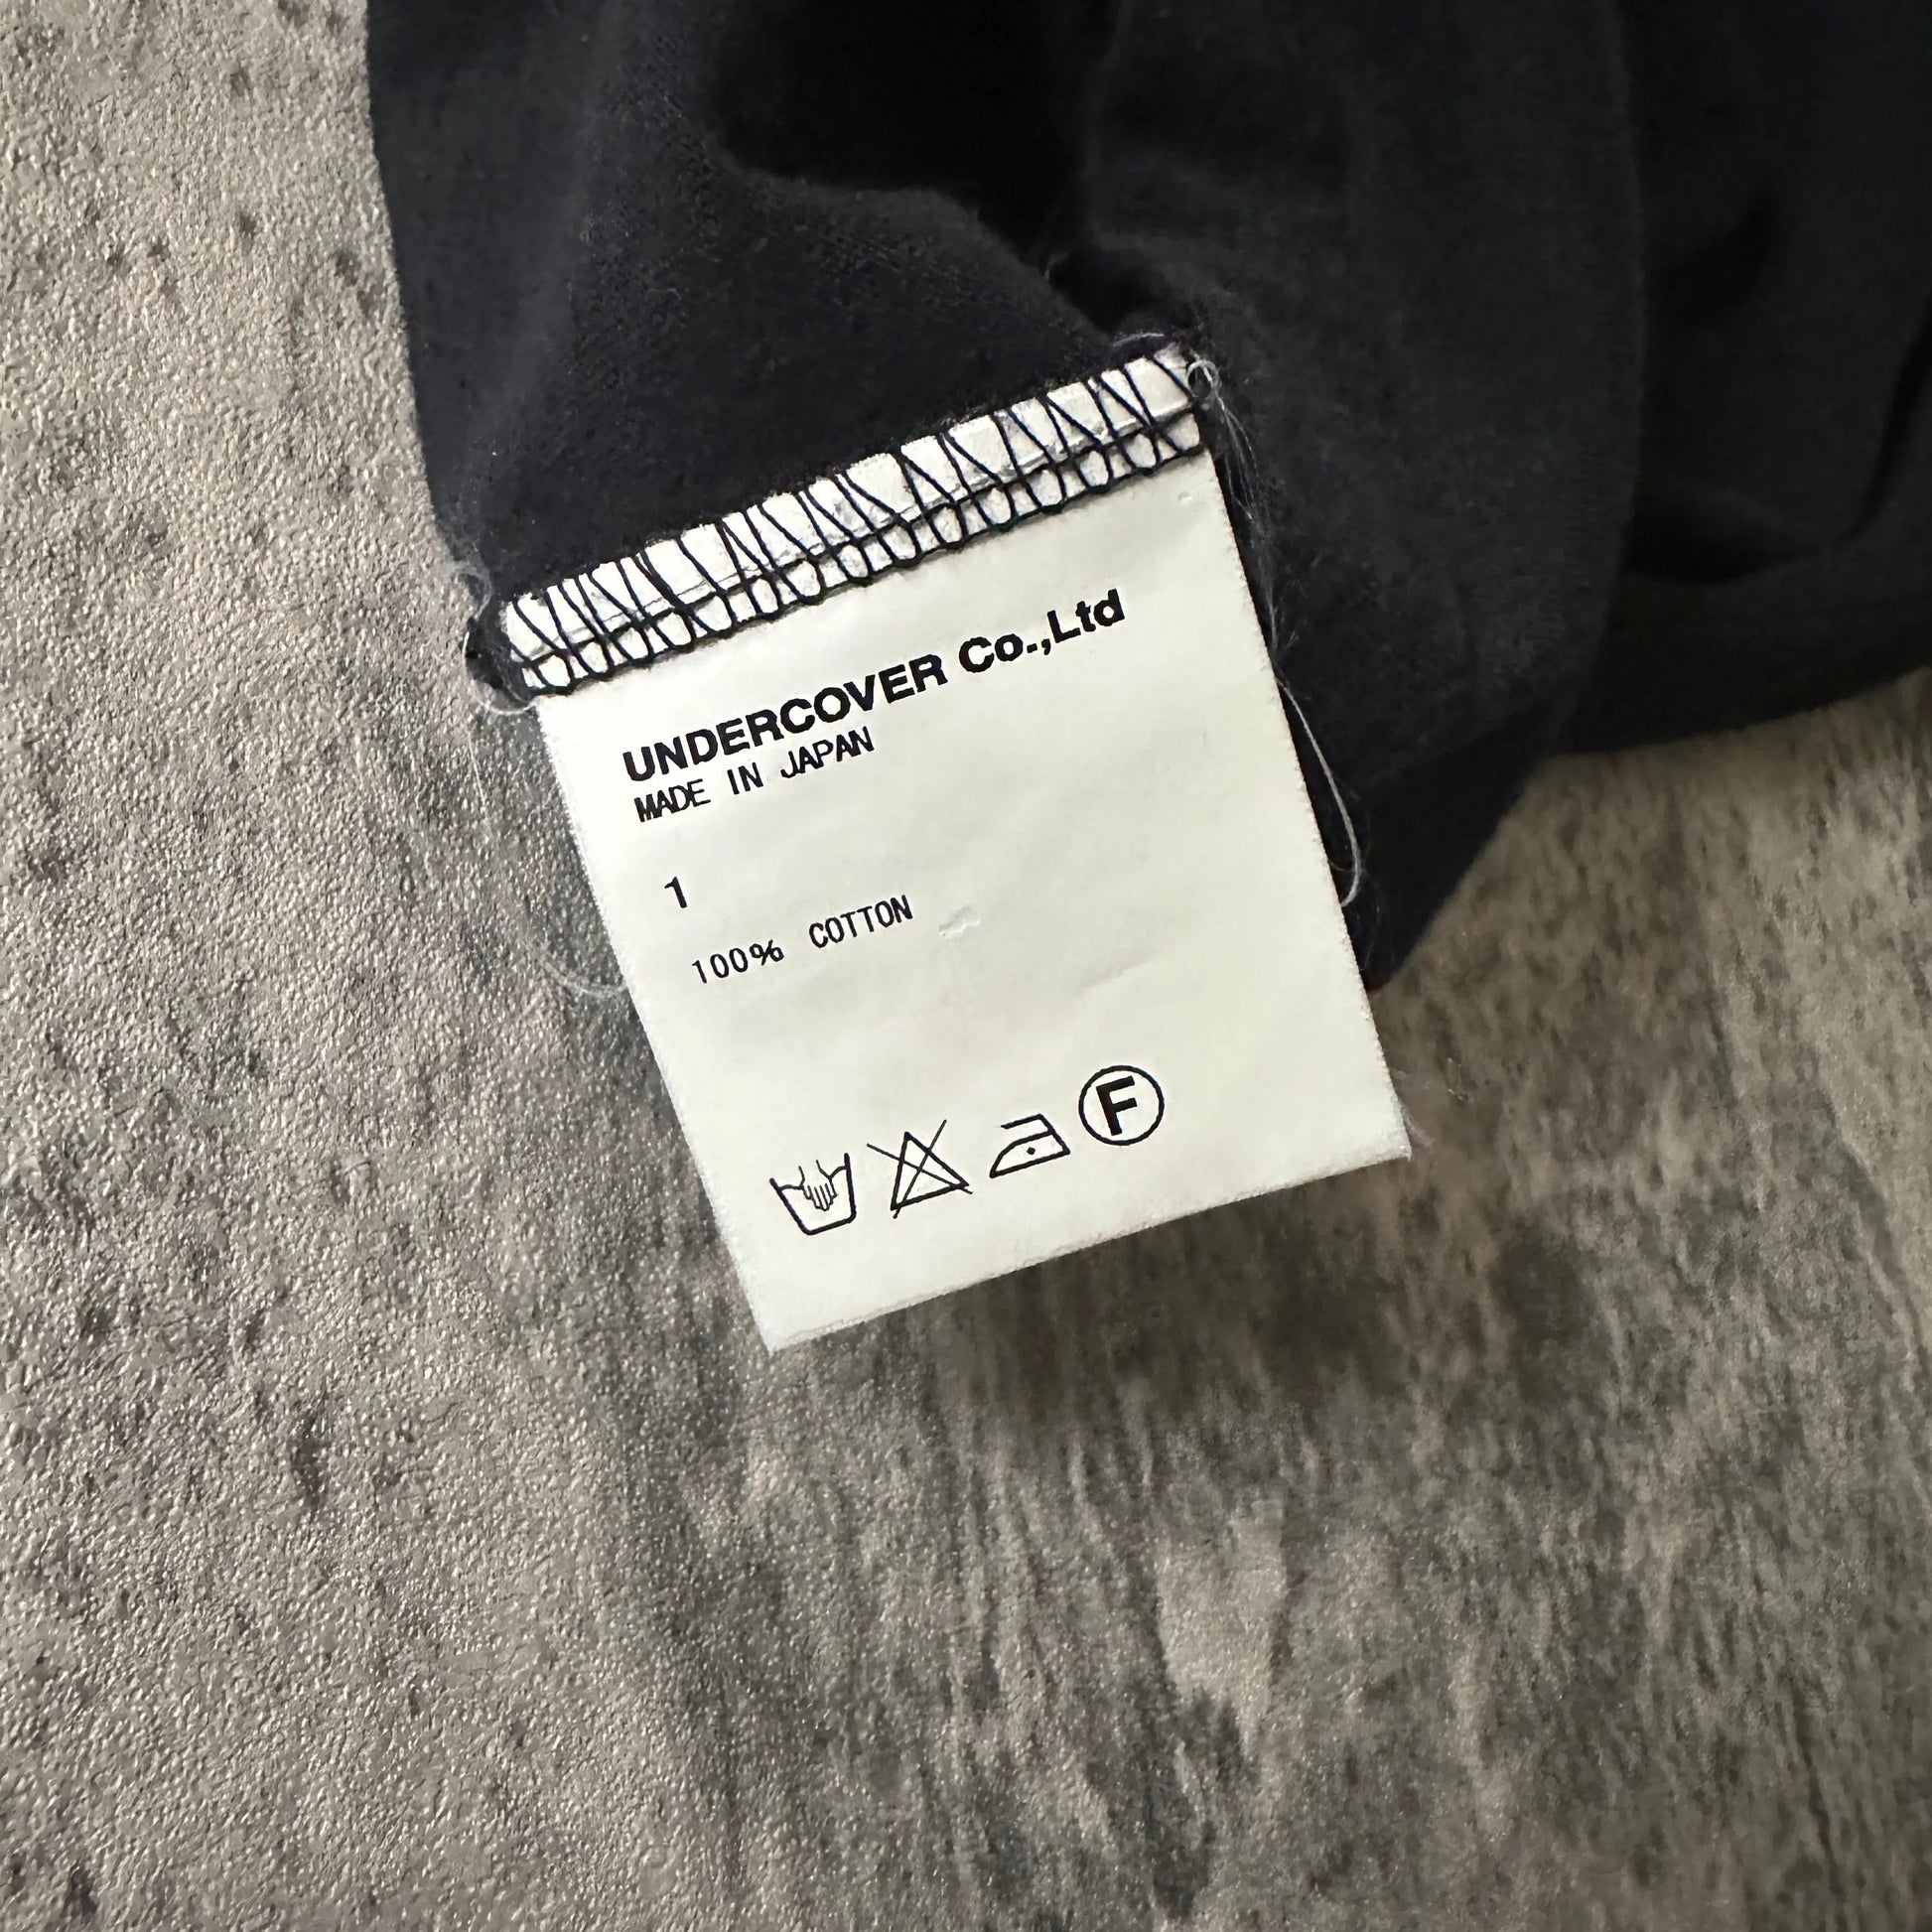 UNDERCOVER Co.,Ltd
MADE IN JAPAN
1
100% COTTON
F